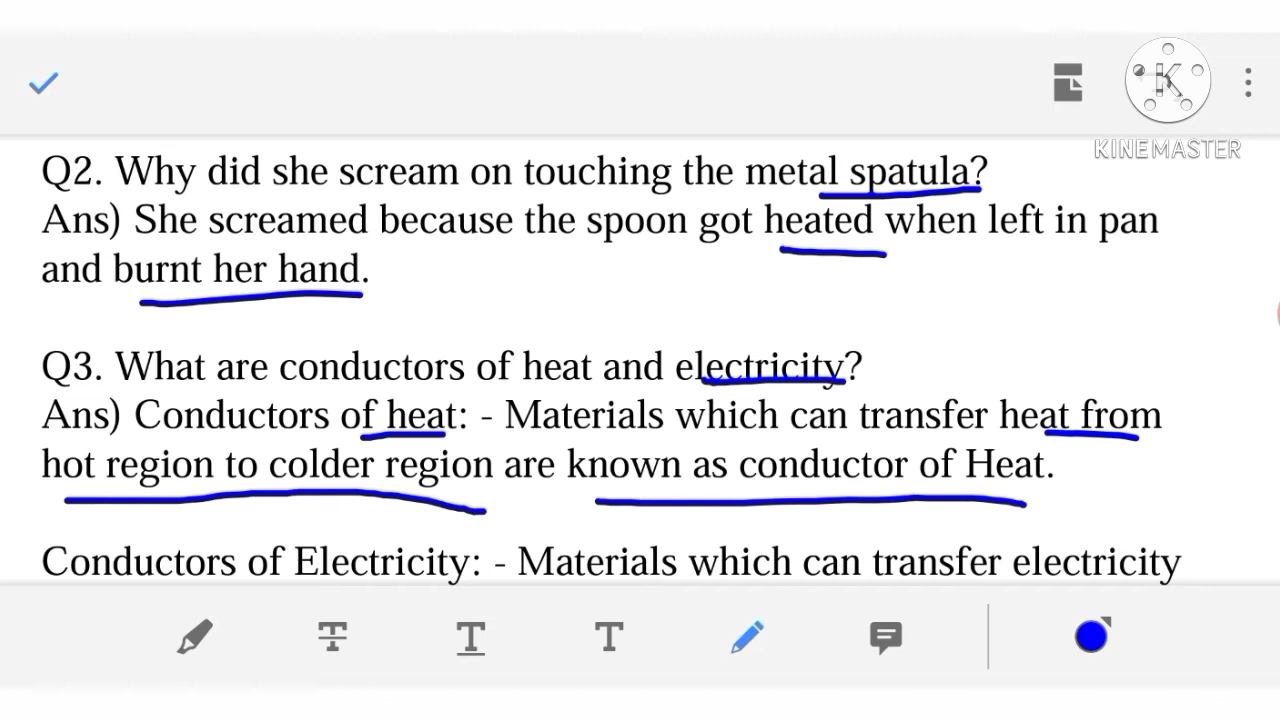 KINEMASTER
Q2. Why did she scream on touching the metal spatula?
Ans) She screamed because the spoon got heated when left in pan
and burnt her hand.
Q3. What are conductors of heat and electricity?
Ans) Conductors of heat: - Materials which can transfer heat from
hot region to colder region are known as conductor of Heat.
Conductors of Electricity: - Materials which can transfer electricity